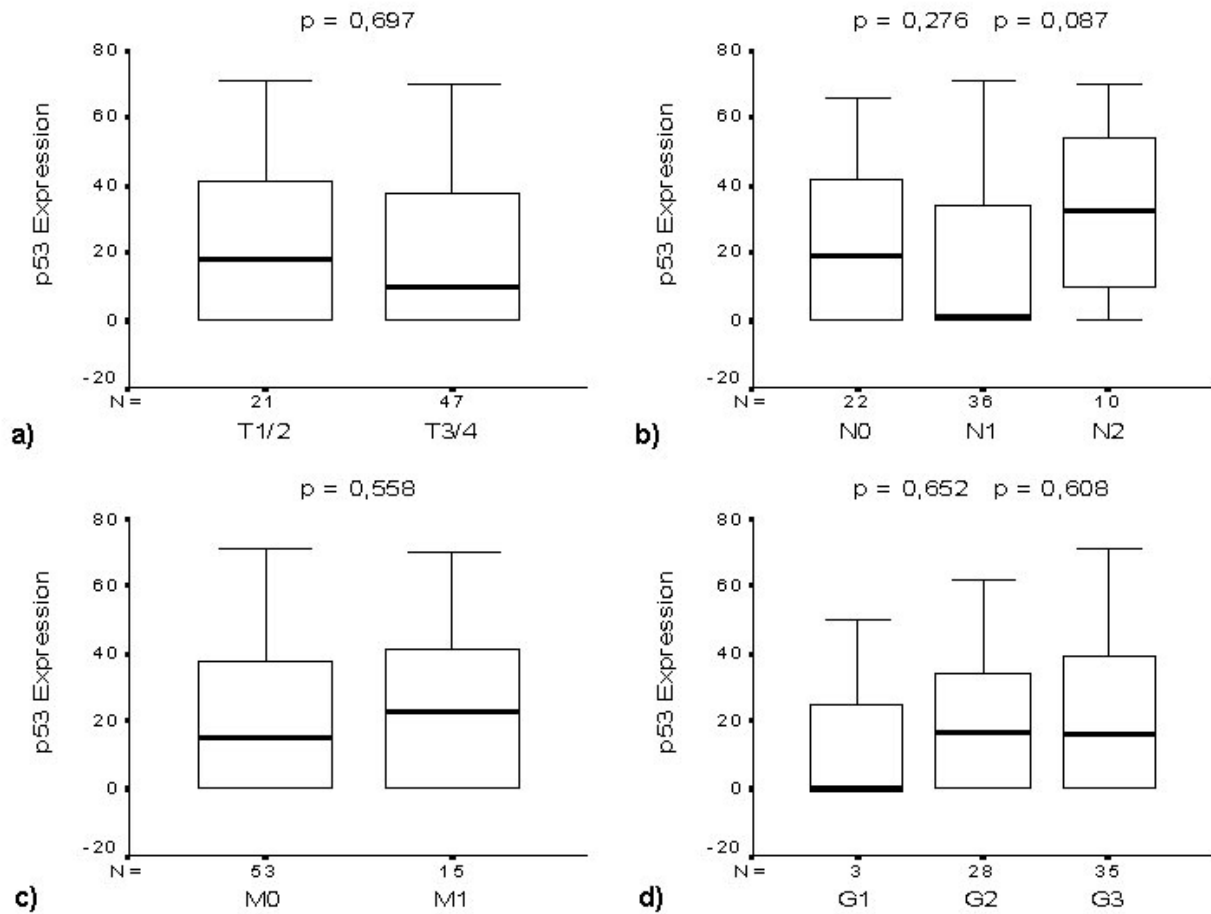 p = 0,697
80
60
40
20
0
-20
p53 Expression
N =
21
47
T1/2
T3/4
a)
p = 0,276 p = 0,087
80
60
40
20
0
-20
p53 Expression
N =
22
36
10
N0
N1
N2
b)
p = 0,558
80
60
40
20
0
-20
p53 Expression
N =
53
15
M0
M1
c)
p = 0,652 p = 0,608
80
60
40
20
0
-20
p53 Expression
N =
3
28
35
G1
G2
G3
d)